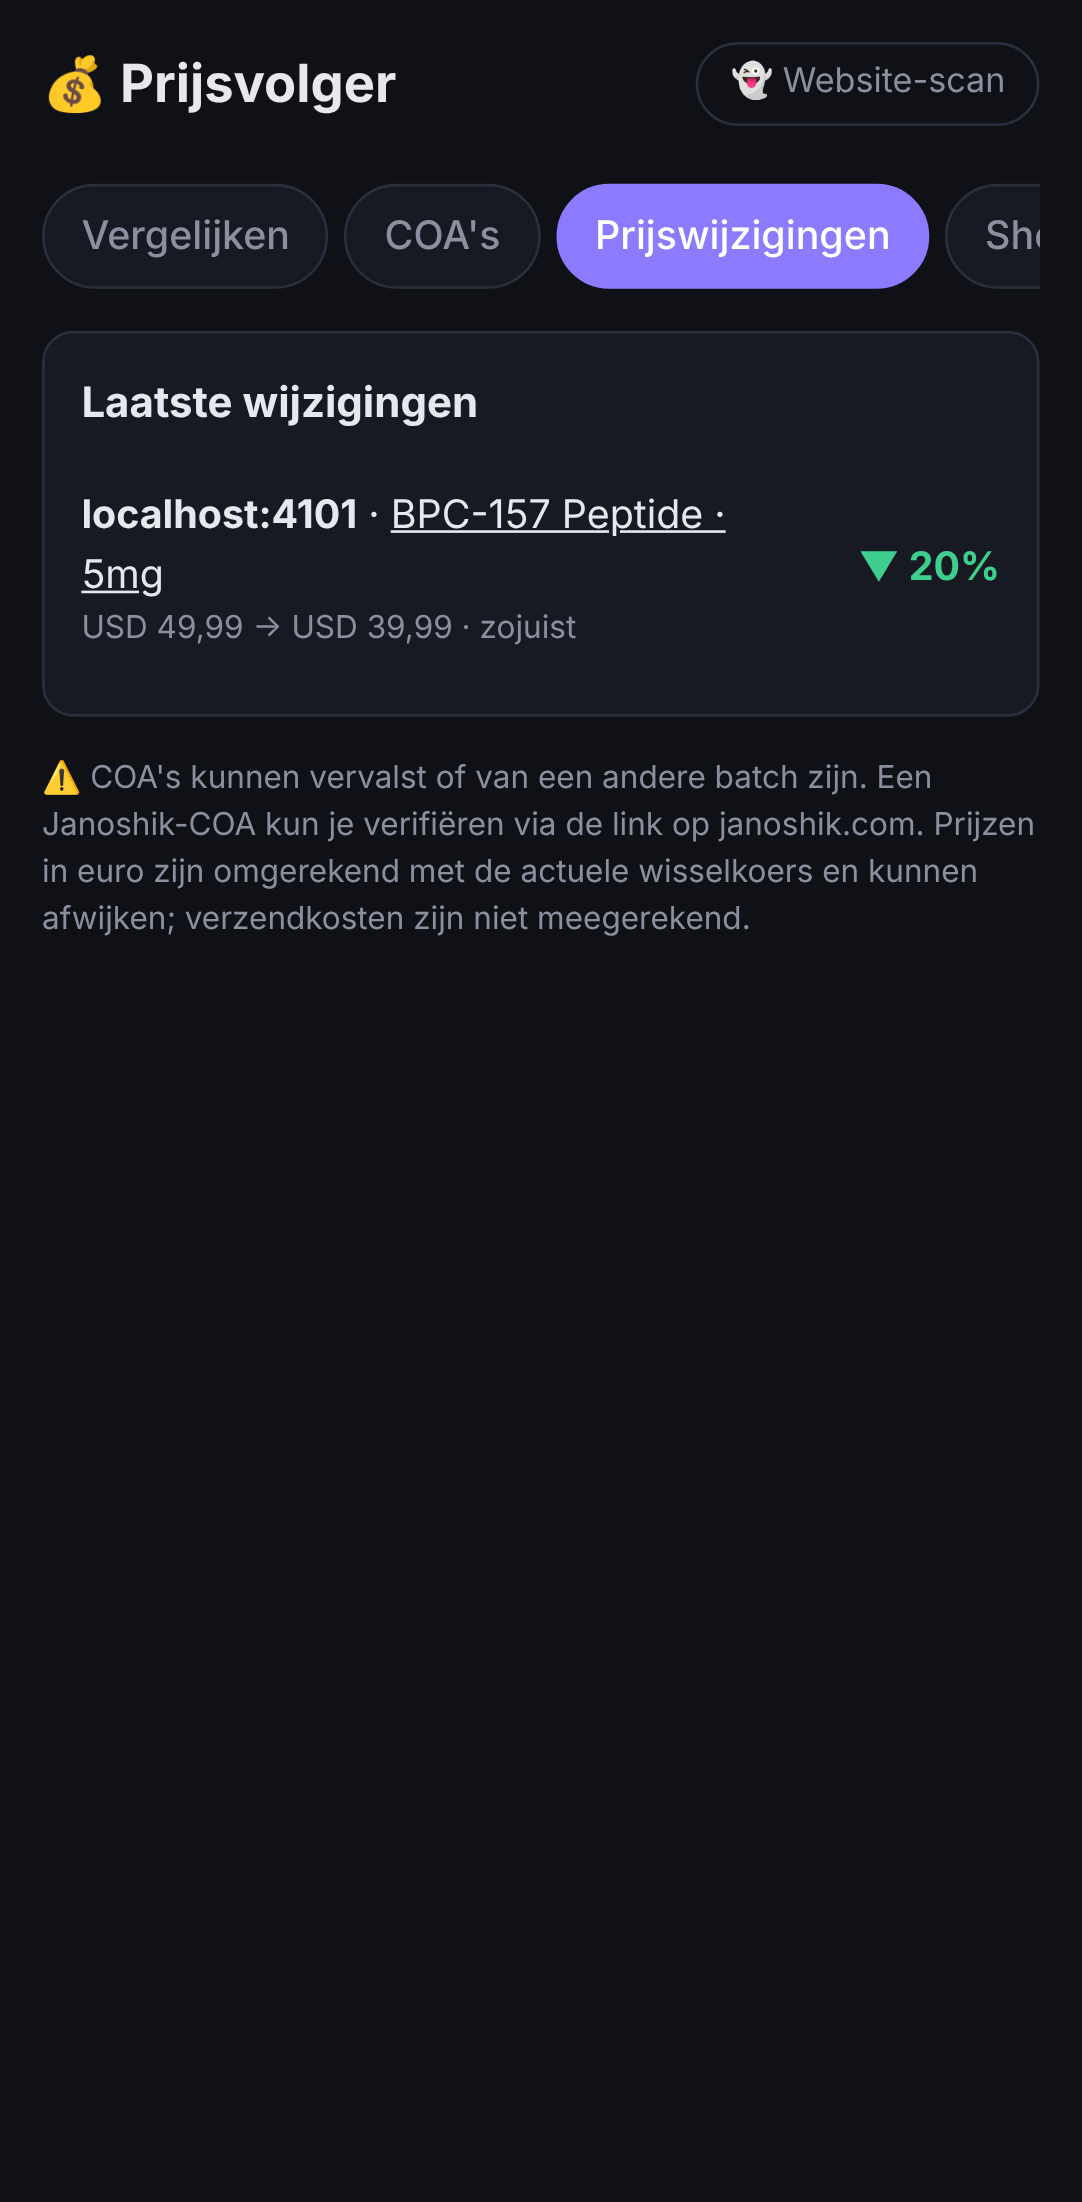 💰 Prijsvolger
👻 Website-scan
Vergelijken
COA's
Prijswijzigingen
Laatste wijzigingen
localhost:4101 · BPC-157 Peptide ·
5mg
▼ 20%
USD 49,99 → USD 39,99 · zojuist
⚠️ COA's kunnen vervalst of van een andere batch zijn. Een
Janoshik-COA kun je verifiëren via de link op janoshik.com. Prijzen
in euro zijn omgerekend met de actuele wisselkoers en kunnen
afwijken; verzendkosten zijn niet meegerekend.